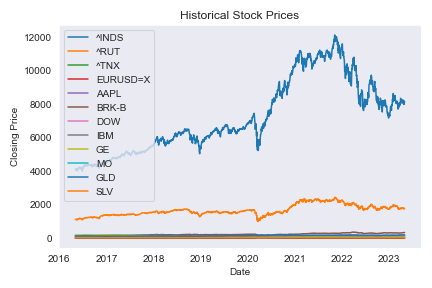 Historical Stock Prices
12000
10000
8000
6000
4000
2000
0
Closing Price
^INDS
^RUT
^TNX
EURUSD=X
AAPL
BRK-B
DOW
IBM
GE
MO
GLD
SLV
2016 2017 2018 2019 2020 2021 2022 2023
Date